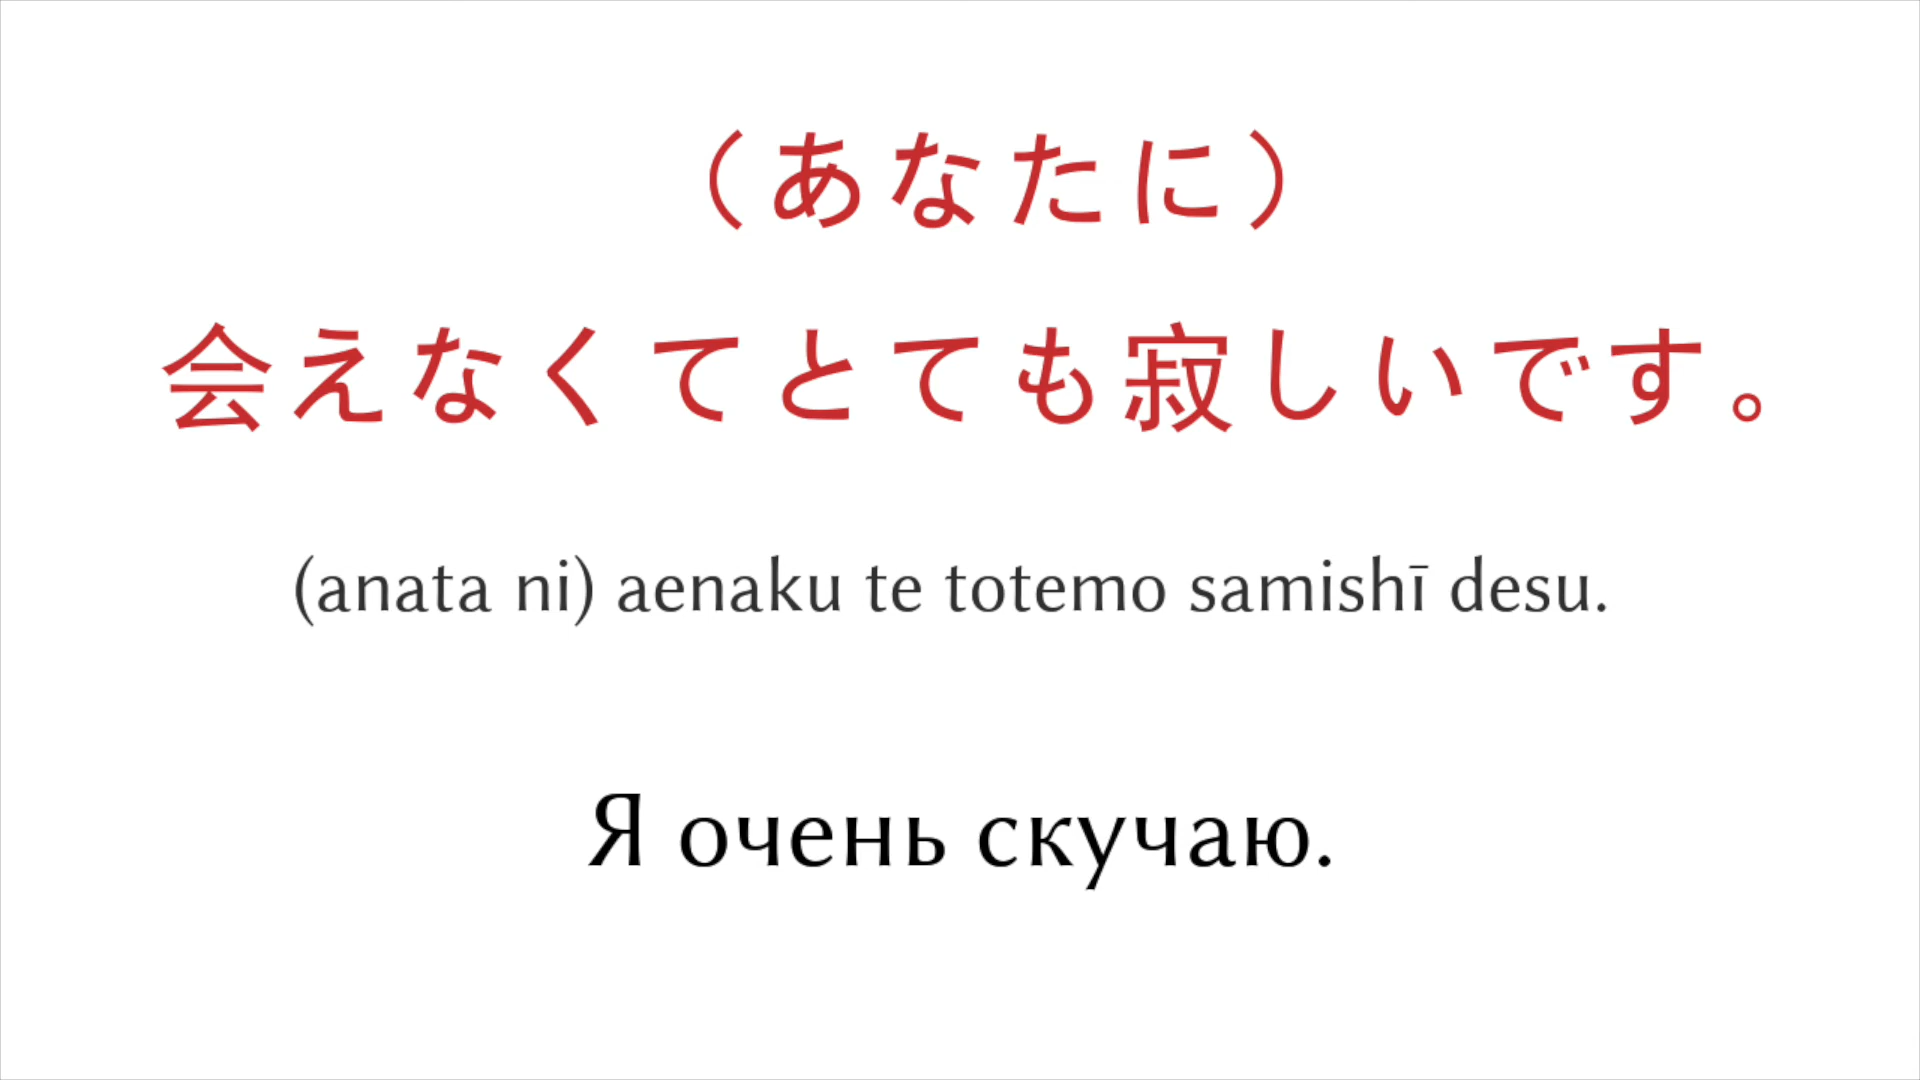 （あなたに）
会えなくてとても寂しいです。
(anata ni) aenaku te totemo samishī desu.
Я очень скучаю.